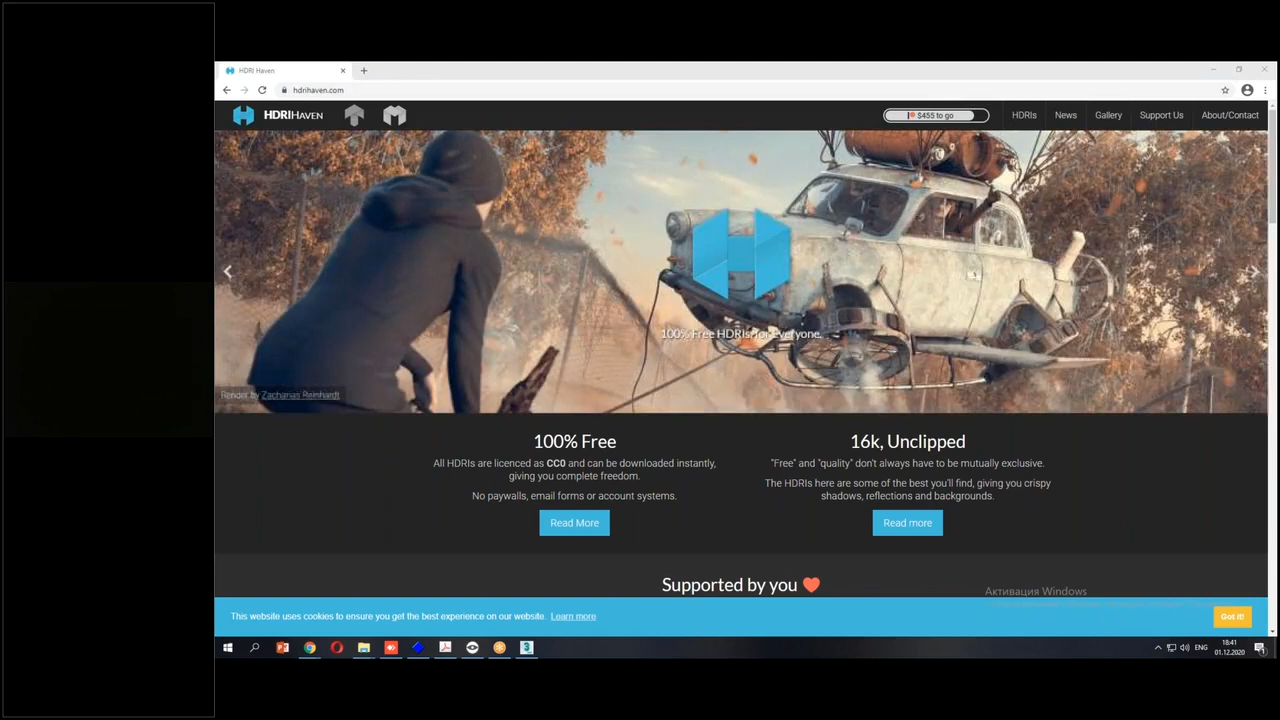 HDRI Haven
hdrihaven.com
HDRIHAVEN
$455 to go
HDRIs
News
Gallery
Support Us
About/Contact
100% Free HDRIs for everyone.
Render by Zacharias Reinhardt
100% Free
All HDRIs are licenced as CC0 and can be downloaded instantly,
giving you complete freedom.
No paywalls, email forms or account systems.
Read More
16k, Unclipped
"Free" and "quality" don't always have to be mutually exclusive.
The HDRIs here are some of the best you'll find, giving you crispy
shadows, reflections and backgrounds.
Read more
Supported by you
Активация Windows
This website uses cookies to ensure you get the best experience on our website. Learn more
Got it!
ENG
18:41
01.12.2020